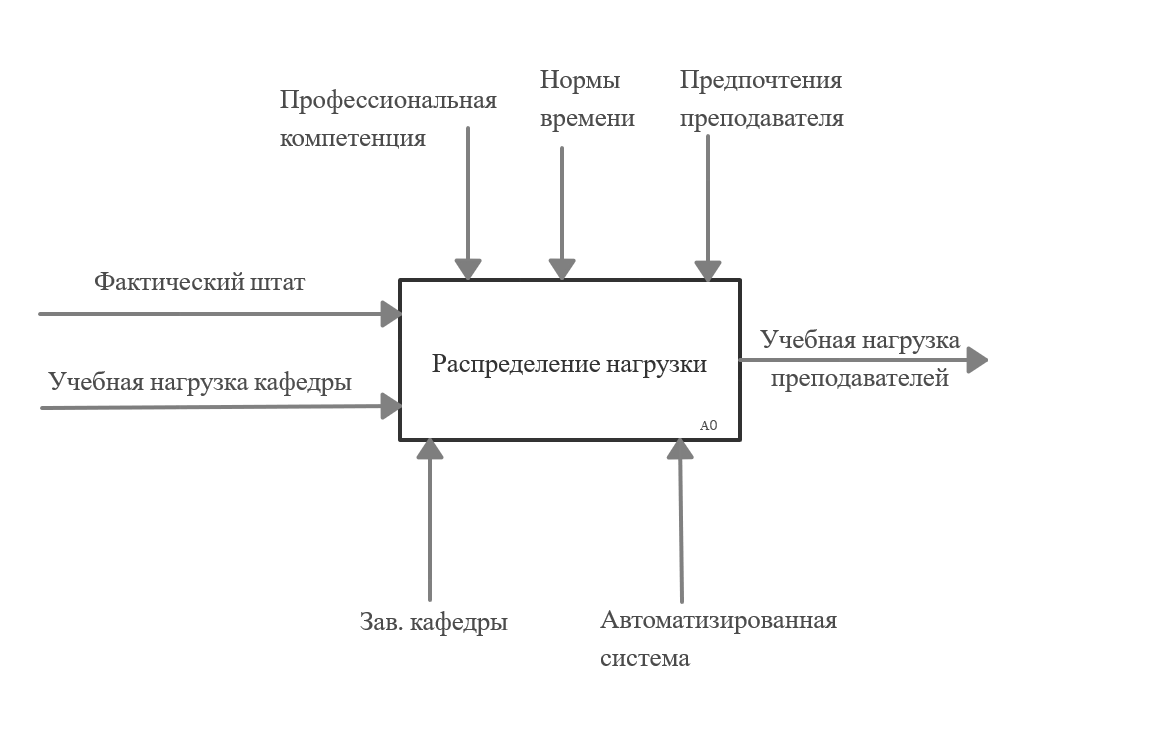 Профессиональная
компетенция
Нормы
времени
Предпочтения
преподавателя
Фактический штат
Учебная нагрузка кафедры
Распределение нагрузки
A0
Учебная нагрузка
преподавателей
Зав. кафедры
Автоматизированная
система